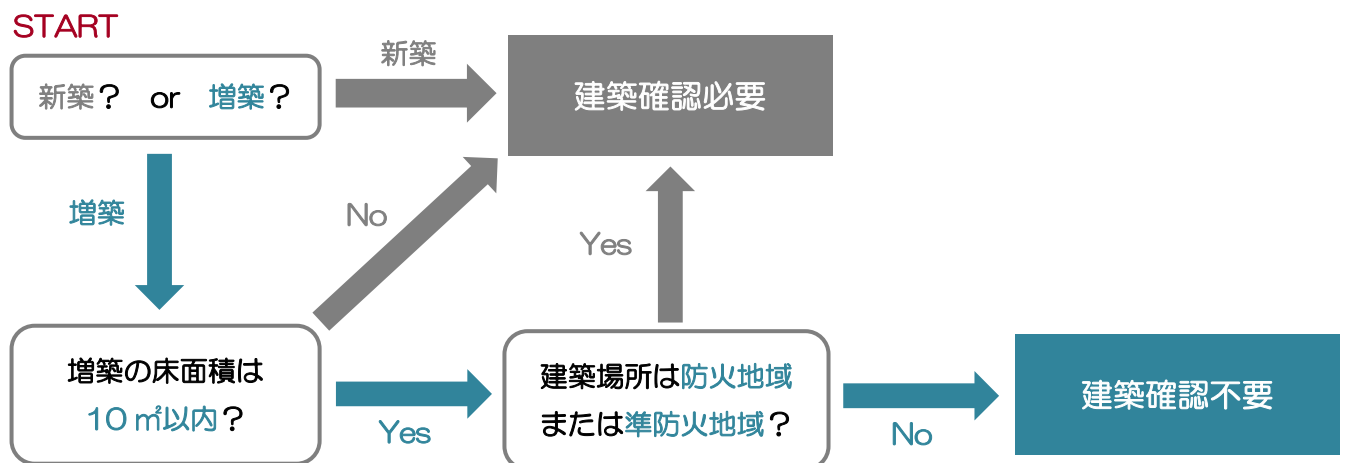 START
新築？ or 増築？
新築
建築確認必要
増築
No
Yes
増築の床面積は
10㎡以内？
Yes
建築場所は防火地域
または準防火地域？
No
建築確認不要